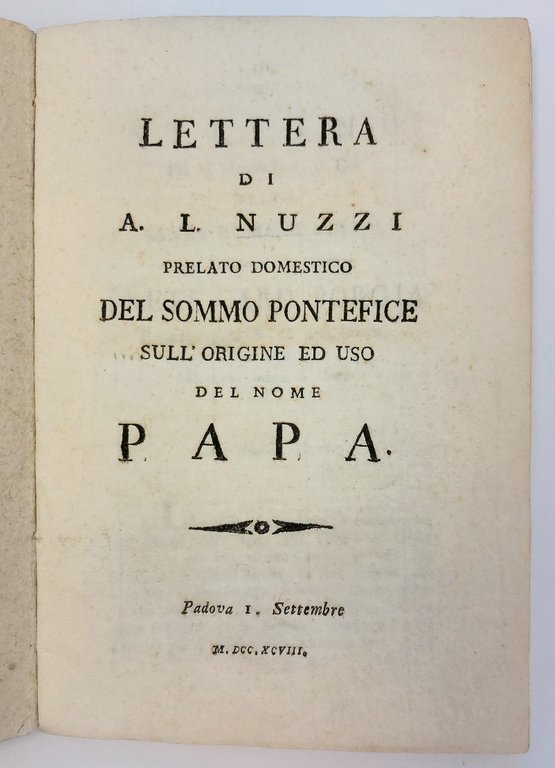 LETTERA
DI
A. L. NUZZI
PRELATO DOMESTICO
DEL SOMMO PONTEFICE
SULL' ORIGINE ED USO
DEL NOME
PAPA.
Padova 1. Settembre
M. DCC. XCVIII.